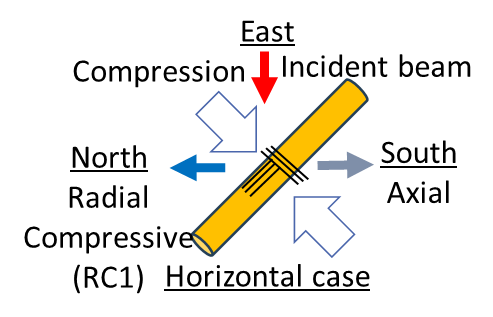 East
Compression
Incident beam
North
Radial
Compressive
(RC1)
South
Axial
Horizontal case